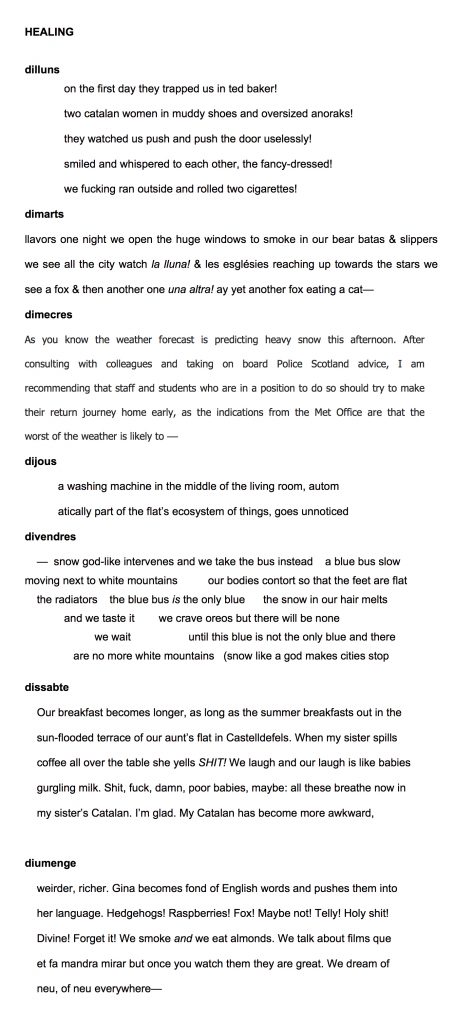 HEALING
dilluns
on the first day they trapped us in ted baker!
two catalan women in muddy shoes and oversized anoraks!
they watched us push and push the door uselessly!
smiled and whispered to each other, the fancy-dressed!
we fucking ran outside and rolled two cigarettes!
dimarts
llavors one night we open the huge windows to smoke in our bear batas & slippers
we see all the city watch la lluna! & les esglésies reaching up towards the stars we
see a fox & then another one una altra! ay yet another fox eating a cat—
dimecres
As you know the weather forecast is predicting heavy snow this afternoon. After
consulting with colleagues and taking on board Police Scotland advice, I am
recommending that staff and students who are in a position to do so should try to make
their return journey home early, as the indications from the Met Office are that the
worst of the weather is likely to —
dijous
a washing machine in the middle of the living room, autom
atically part of the flat's ecosystem of things, goes unnoticed
divendres
— snow god-like intervenes and we take the bus instead a blue bus slow
moving next to white mountains our bodies contort so that the feet are flat
the radiators the blue bus is the only blue the snow in our hair melts
and we taste it we crave oreos but there will be none
we wait until this blue is not the only blue and there
are no more white mountains (snow like a god makes cities stop
dissabte
Our breakfast becomes longer, as long as the summer breakfasts out in the
sun-flooded terrace of our aunt's flat in Castelldefels. When my sister spills
coffee all over the table she yells SHIT! We laugh and our laugh is like babies
gurgling milk. Shit, fuck, damn, poor babies, maybe: all these breathe now in
my sister's Catalan. I'm glad. My Catalan has become more awkward,
diumenge
weirder, richer. Gina becomes fond of English words and pushes them into
her language. Hedgehogs! Raspberries! Fox! Maybe not! Telly! Holy shit!
Divine! Forget it! We smoke and we eat almonds. We talk about films que
et fa mandra mirar but once you watch them they are great. We dream of
neu, of neu everywhere—